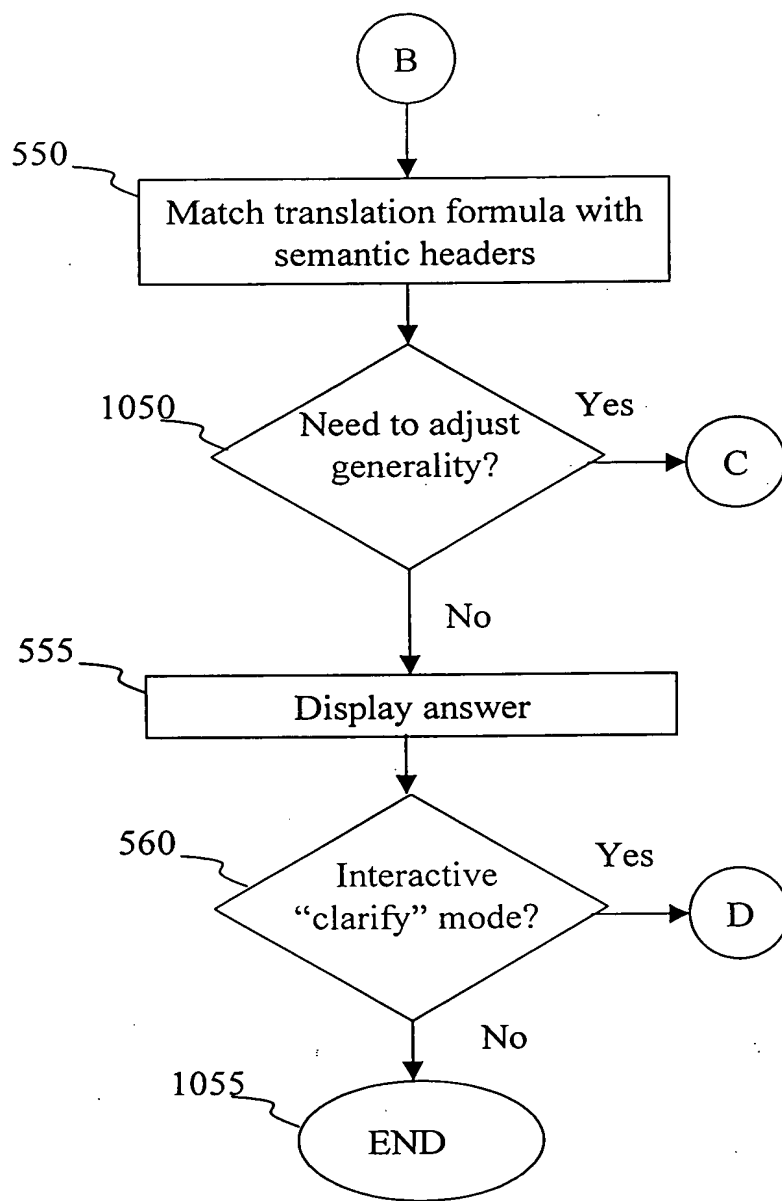 B
550
Match translation formula with
semantic headers
1050
Need to adjust
generality?
Yes
C
No
555
Display answer
560
Interactive
“clarify” mode?
Yes
D
No
1055
END